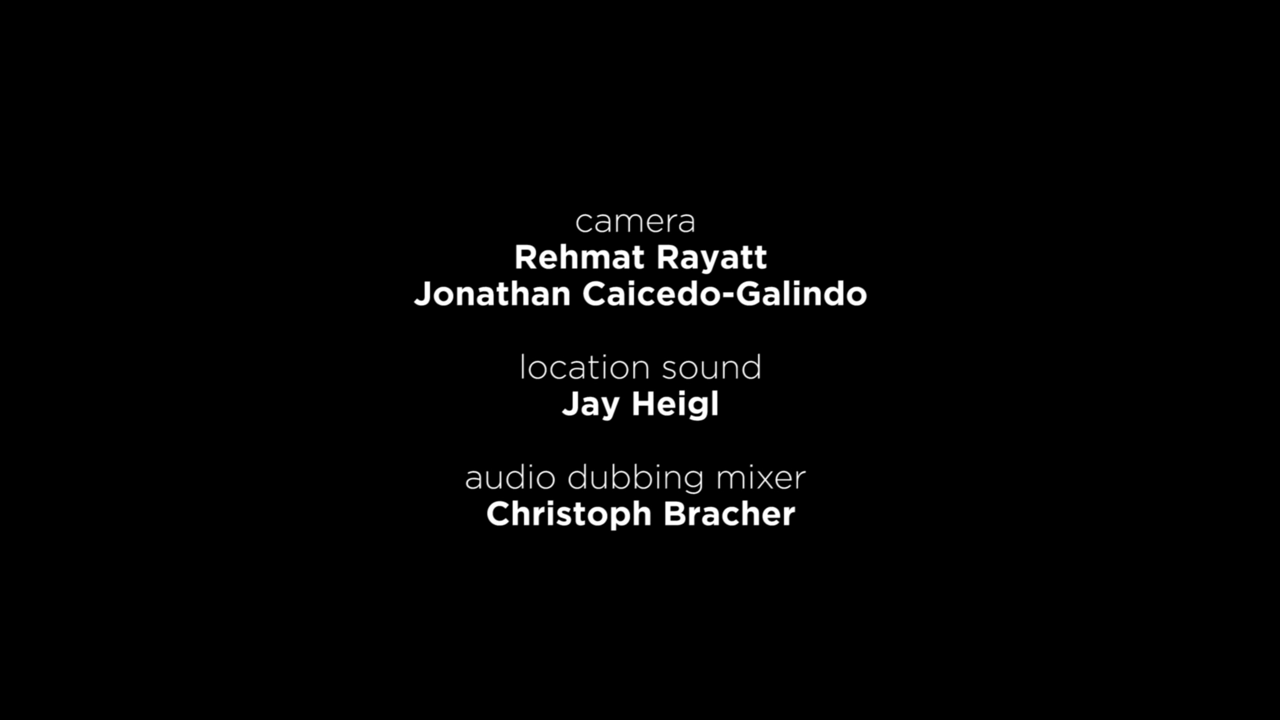 camera
Rehmat Rayatt
Jonathan Caicedo-Galindo
location sound
Jay Heigl
audio dubbing mixer
Christoph Bracher